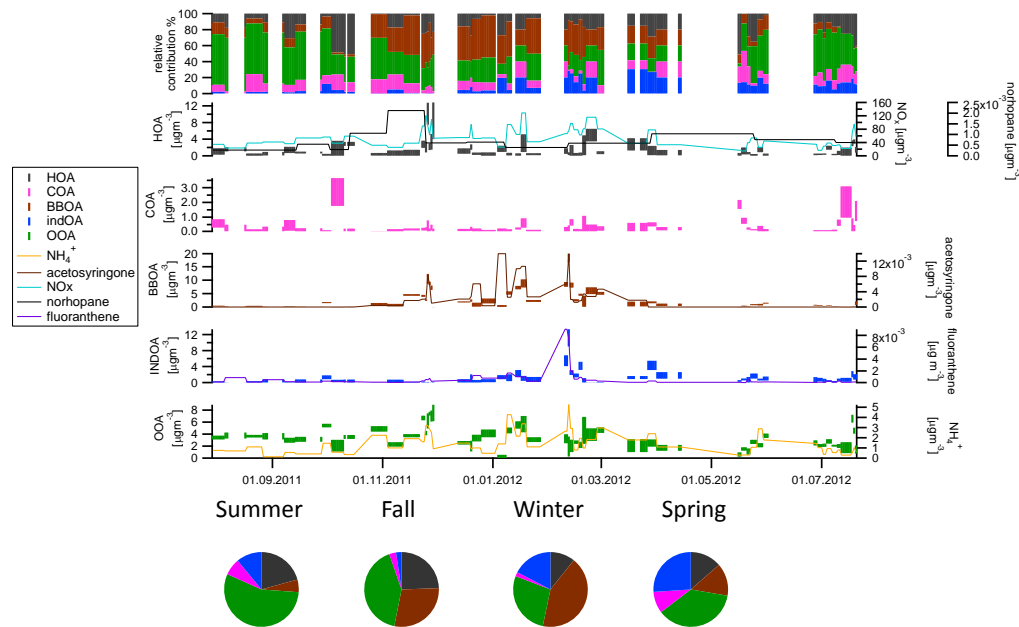 relative
contribution %
100
80
60
40
20
0
HOA
[µgm-3]
12
8
4
0
160
120
80
40
0
NOx [µgm-3]
2.5x10-3
2.0
1.5
1.0
0.5
0.0
norhopane [µgm-3]
HOA
COA
BBOA
indOA
OOA
NH4+
acetosyringone
NOx
norhopane
fluoranthene
COA
[µgm-3]
3.0
2.0
1.0
0.0
BBOA
[µgm-3]
20
15
10
5
0
12x10-3
8
4
0
acetosyringone
[µgm-3]
INDOA
[µgm-3]
12
8
4
0
8x10-3
4
2
0
fluoranthene
[µg m-3]
OOA
[µgm-3]
8
6
4
2
0
5
4
3
2
1
0
NH4+
[µgm-3]
01.09.2011 01.11.2011 01.01.2012 01.03.2012 01.05.2012 01.07.2012
Summer Fall Winter Spring